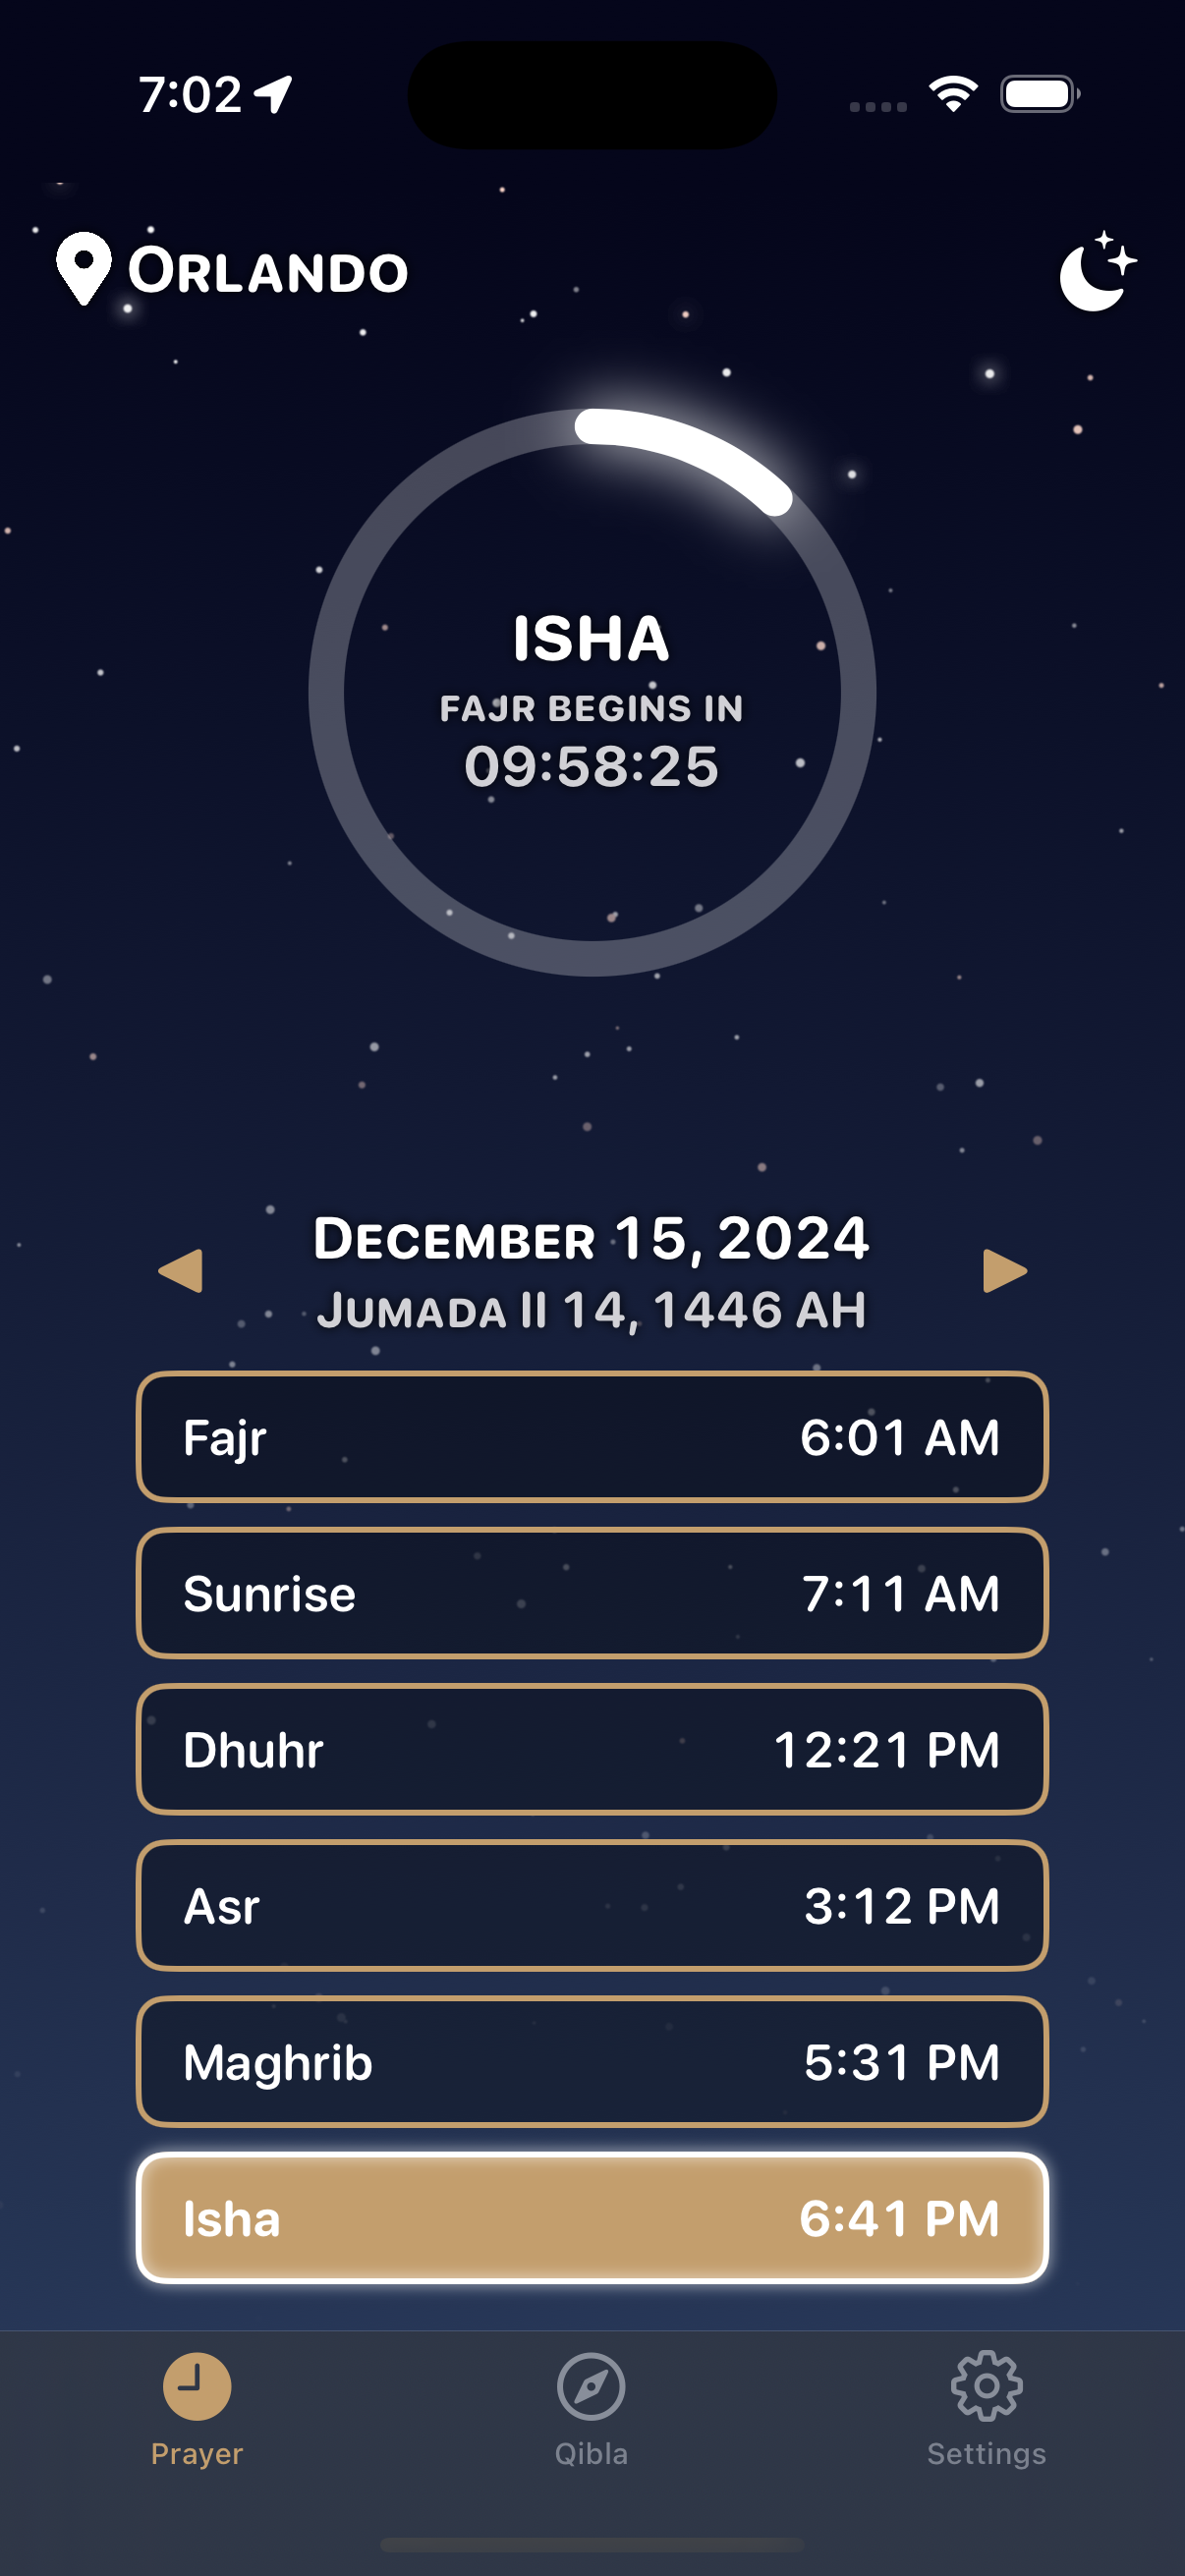 7:02
Orlando
ISHA
FAJR BEGINS IN
09:58:25
December 15, 2024
Jumada II 14, 1446 AH
Fajr 6:01 AM
Sunrise 7:11 AM
Dhuhr 12:21 PM
Asr 3:12 PM
Maghrib 5:31 PM
Isha 6:41 PM
Prayer Qibla Settings